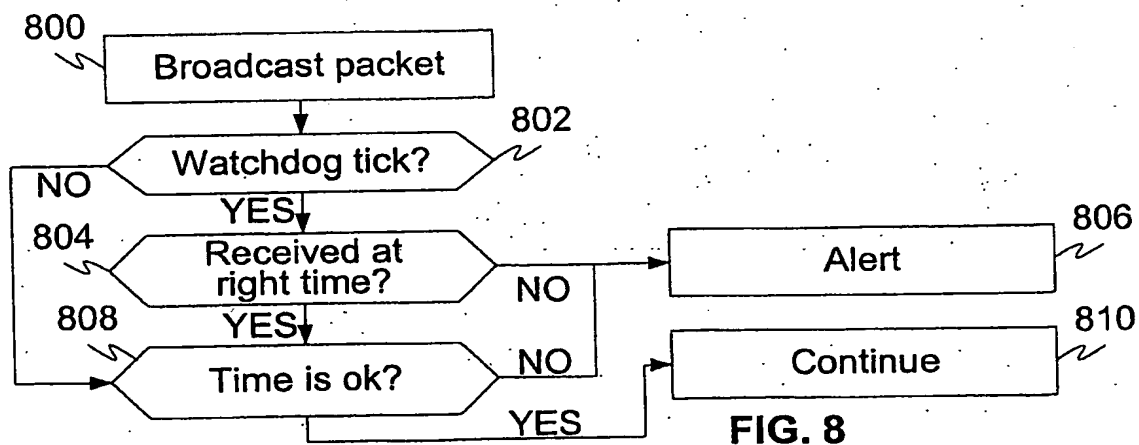 800
Broadcast packet
802
Watchdog tick?
NO
YES
804
Received at
right time?
NO
806
Alert
YES
808
Time is ok?
NO
810
Continue
YES
FIG. 8